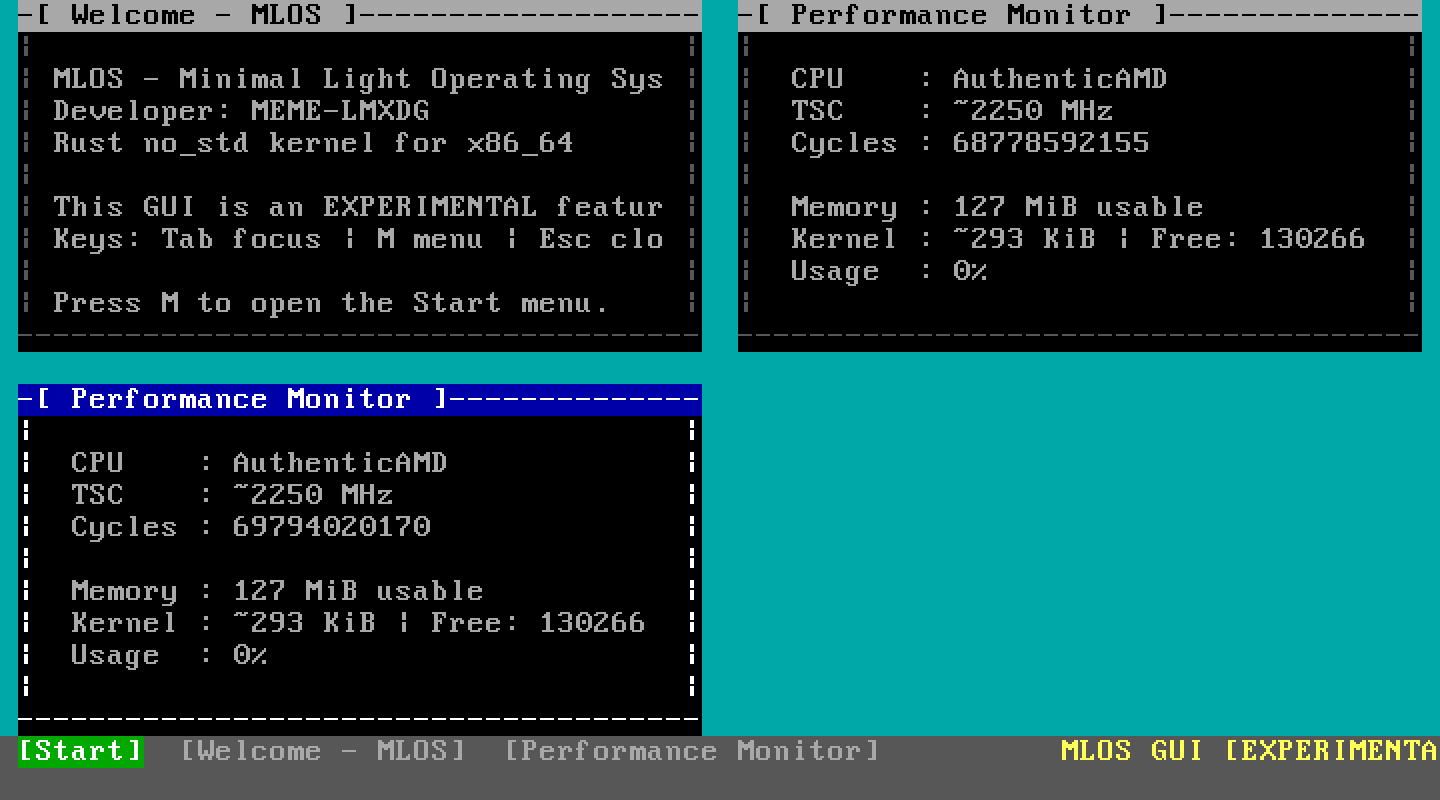 [ Welcome - MLOS ]
MLOS - Minimal Light Operating Sys
Developer: MEME-LMXDG
Rust no_std kernel for x86_64
This GUI is an EXPERIMENTAL featur
Keys: Tab focus ¦ M menu ¦ Esc clo
Press M to open the Start menu.
[ Performance Monitor ]
CPU : AuthenticAMD
TSC : ~2250 MHz
Cycles : 68778592155
Memory : 127 MiB usable
Kernel : ~293 KiB ¦ Free: 130266
Usage : 0%
[ Performance Monitor ]
CPU : AuthenticAMD
TSC : ~2250 MHz
Cycles : 69794020170
Memory : 127 MiB usable
Kernel : ~293 KiB ¦ Free: 130266
Usage : 0%
[Start] [Welcome - MLOS] [Performance Monitor] MLOS GUI [EXPERIMENTA